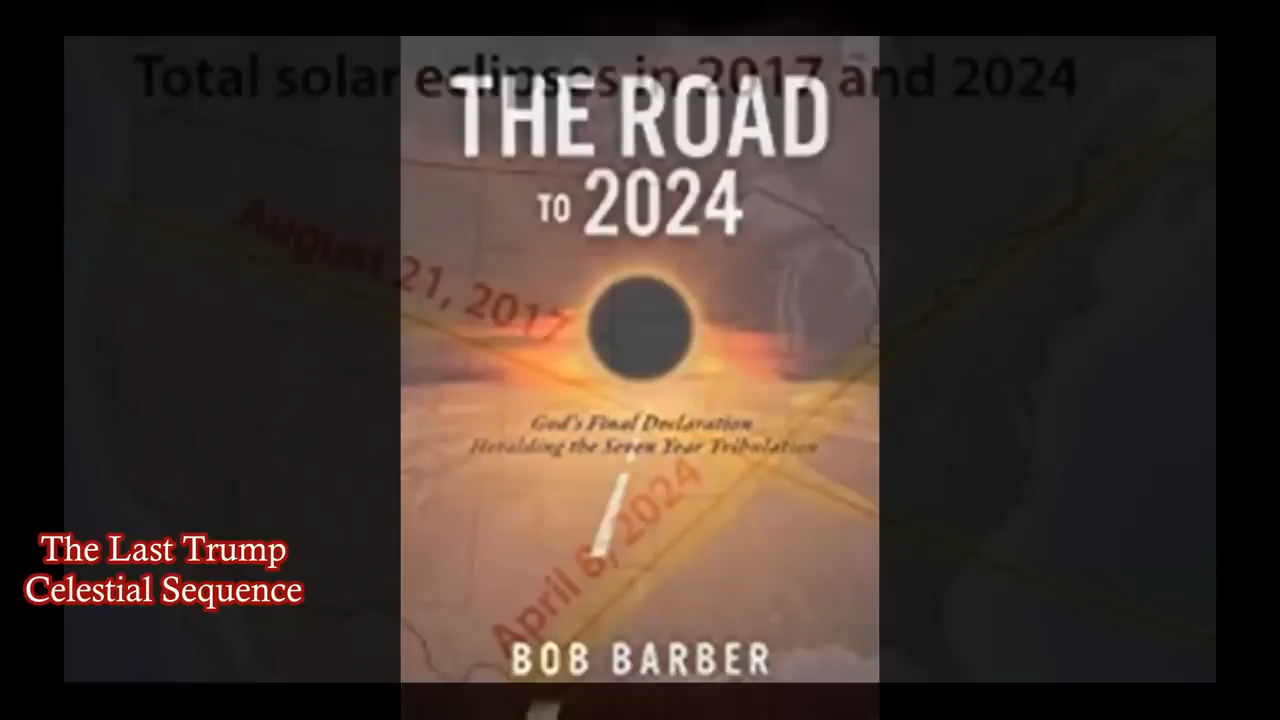 Total solar eclipses in 2017 and 2024
THE ROAD
TO 2024
August 21, 2017
God's Final Declaration
Heralding the Seven Year Tribulation
April 8, 2024
The Last Trump
Celestial Sequence
BOB BARBER